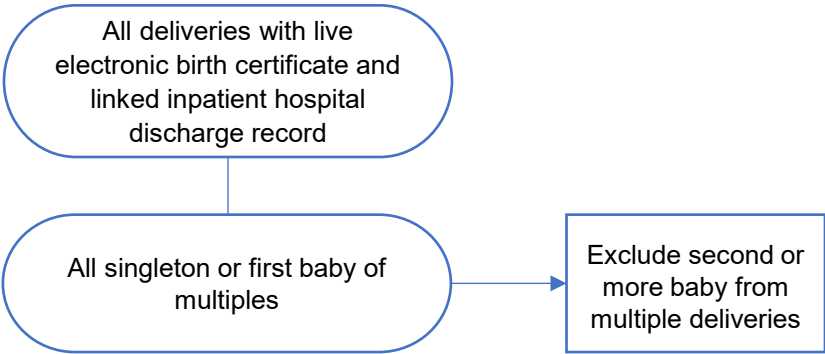 All deliveries with live
electronic birth certificate and
linked inpatient hospital
discharge record
All singleton or first baby of
multiples
Exclude second or
more baby from
multiple deliveries